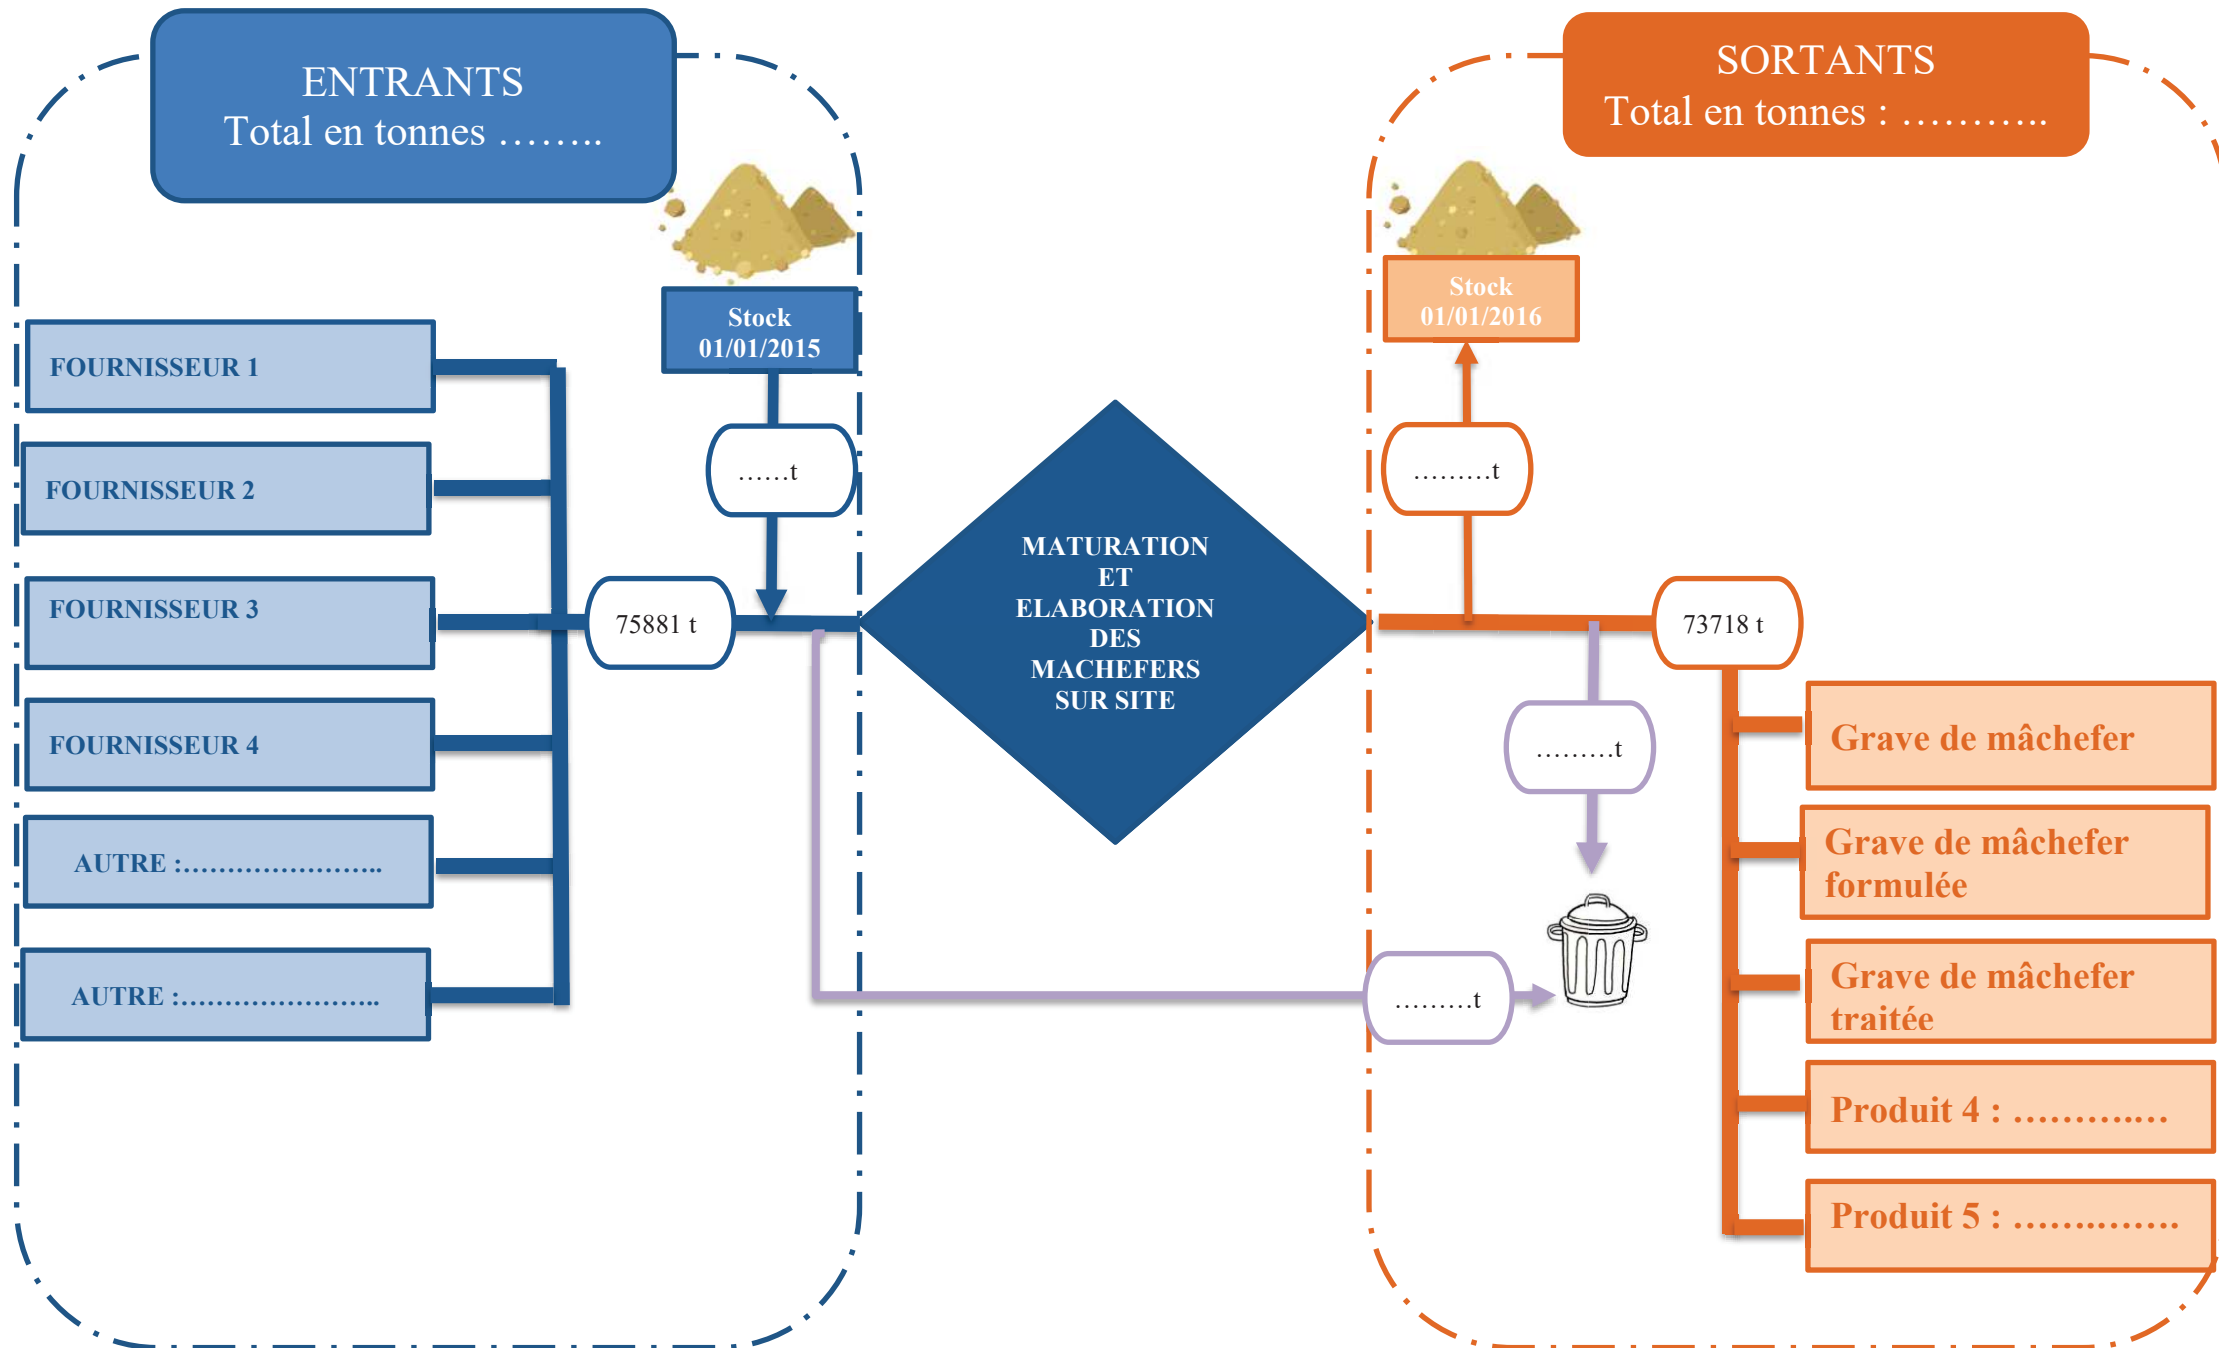 ENTRANTS
Total en tonnes ……..
SORTANTS
Total en tonnes : ………..
Stock
01/01/2015
Stock
01/01/2016
FOURNISSEUR 1
FOURNISSEUR 2
FOURNISSEUR 3
FOURNISSEUR 4
AUTRE :…………………..
AUTRE :…………………..
……t
75881 t
MATURATION
ET
ELABORATION
DES
MACHEFERS
SUR SITE
………t
73718 t
………t
………t
Grave de mâchefer
Grave de mâchefer
formulée
Grave de mâchefer
traitée
Produit 4 : ………..…
Produit 5 : …….…….